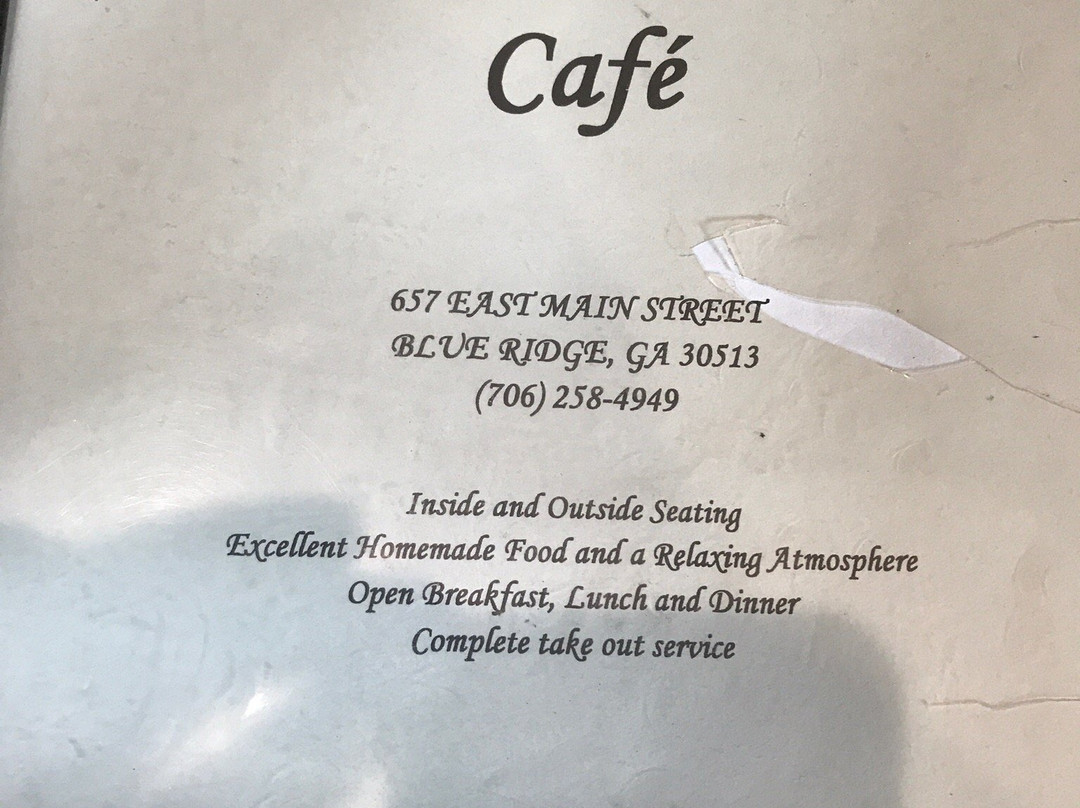 Café
657 EAST MAIN STREET
BLUE RIDGE, GA 30513
(706) 258-4949
Inside and Outside Seating
Excellent Homemade Food and a Relaxing Atmosphere
Open Breakfast, Lunch and Dinner
Complete take out service